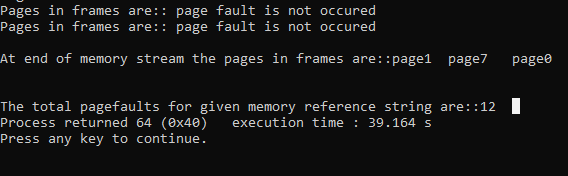 Pages in frames are:: page fault is not occured
Pages in frames are:: page fault is not occured
At end of memory stream the pages in frames are::page1  page7   page0
The total pagefaults for given memory reference string are::12
Process returned 64 (0x40)   execution time : 39.164 s
Press any key to continue.